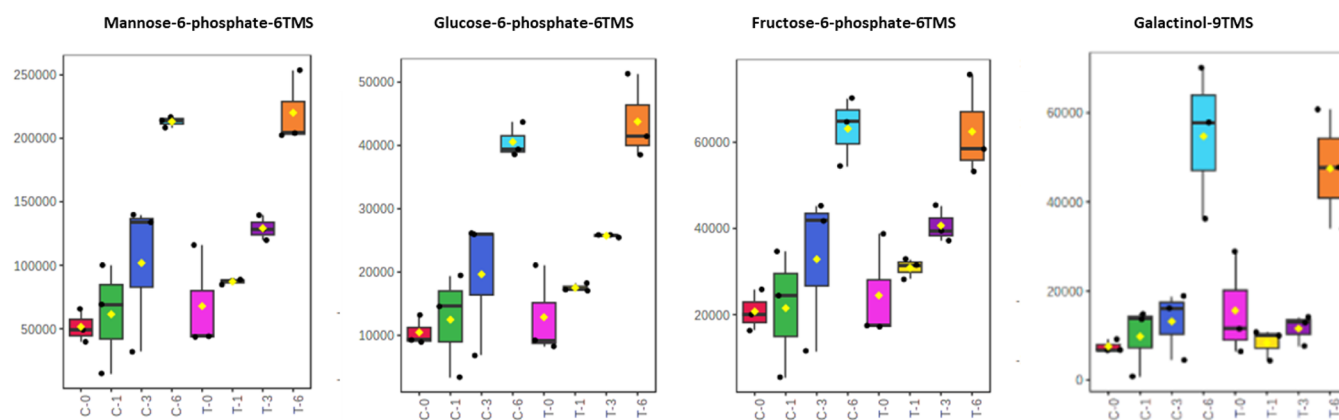 Mannose-6-phosphate-6TMS
Glucose-6-phosphate-6TMS
Fructose-6-phosphate-6TMS
Galactinol-9TMS
250000
200000
150000
100000
50000
C-0
C-1
C-3
C-6
T-0
T-1
T-3
T-6
50000
40000
30000
20000
10000
C-0
C-1
C-3
C-6
T-0
T-1
T-3
T-6
60000
40000
20000
C-0
C-1
C-3
C-6
T-0
T-1
T-3
T-6
60000
40000
20000
0
C-0
C-1
C-3
C-6
T-0
T-1
T-3
T-6